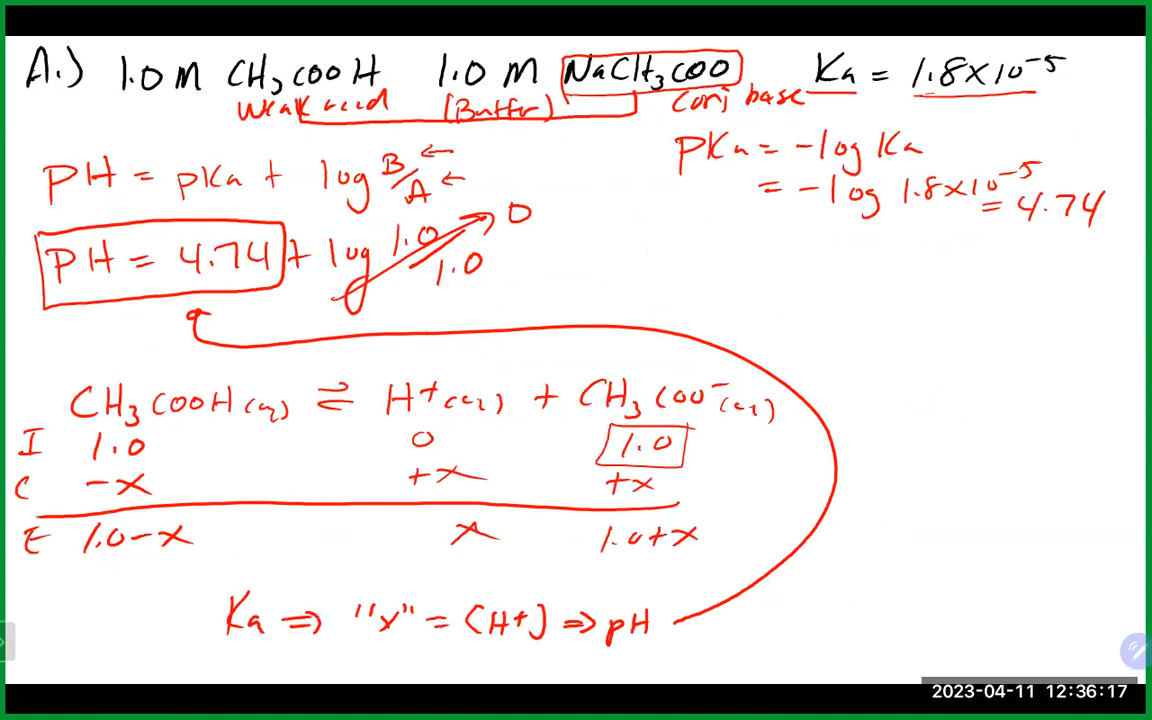 A.) 1.0 M CH3COOH 1.0 M NaCH3COO Ka = 1.8x10-5
Weak acid (Buffer) conj base
PH = pKa + log B/A
PKa = -log Ka
= -log 1.8x10-5
= 4.74
PH = 4.74 + log 1.0/1.0 0
CH3COOH(aq) ⇌ H+(aq) + CH3COO-(aq)
I 1.0 0 1.0
C -x +x +x
E 1.0-x x 1.0+x
Ka ⇒ "x" = [H+] ⇒ pH
2023-04-11 12:36:17